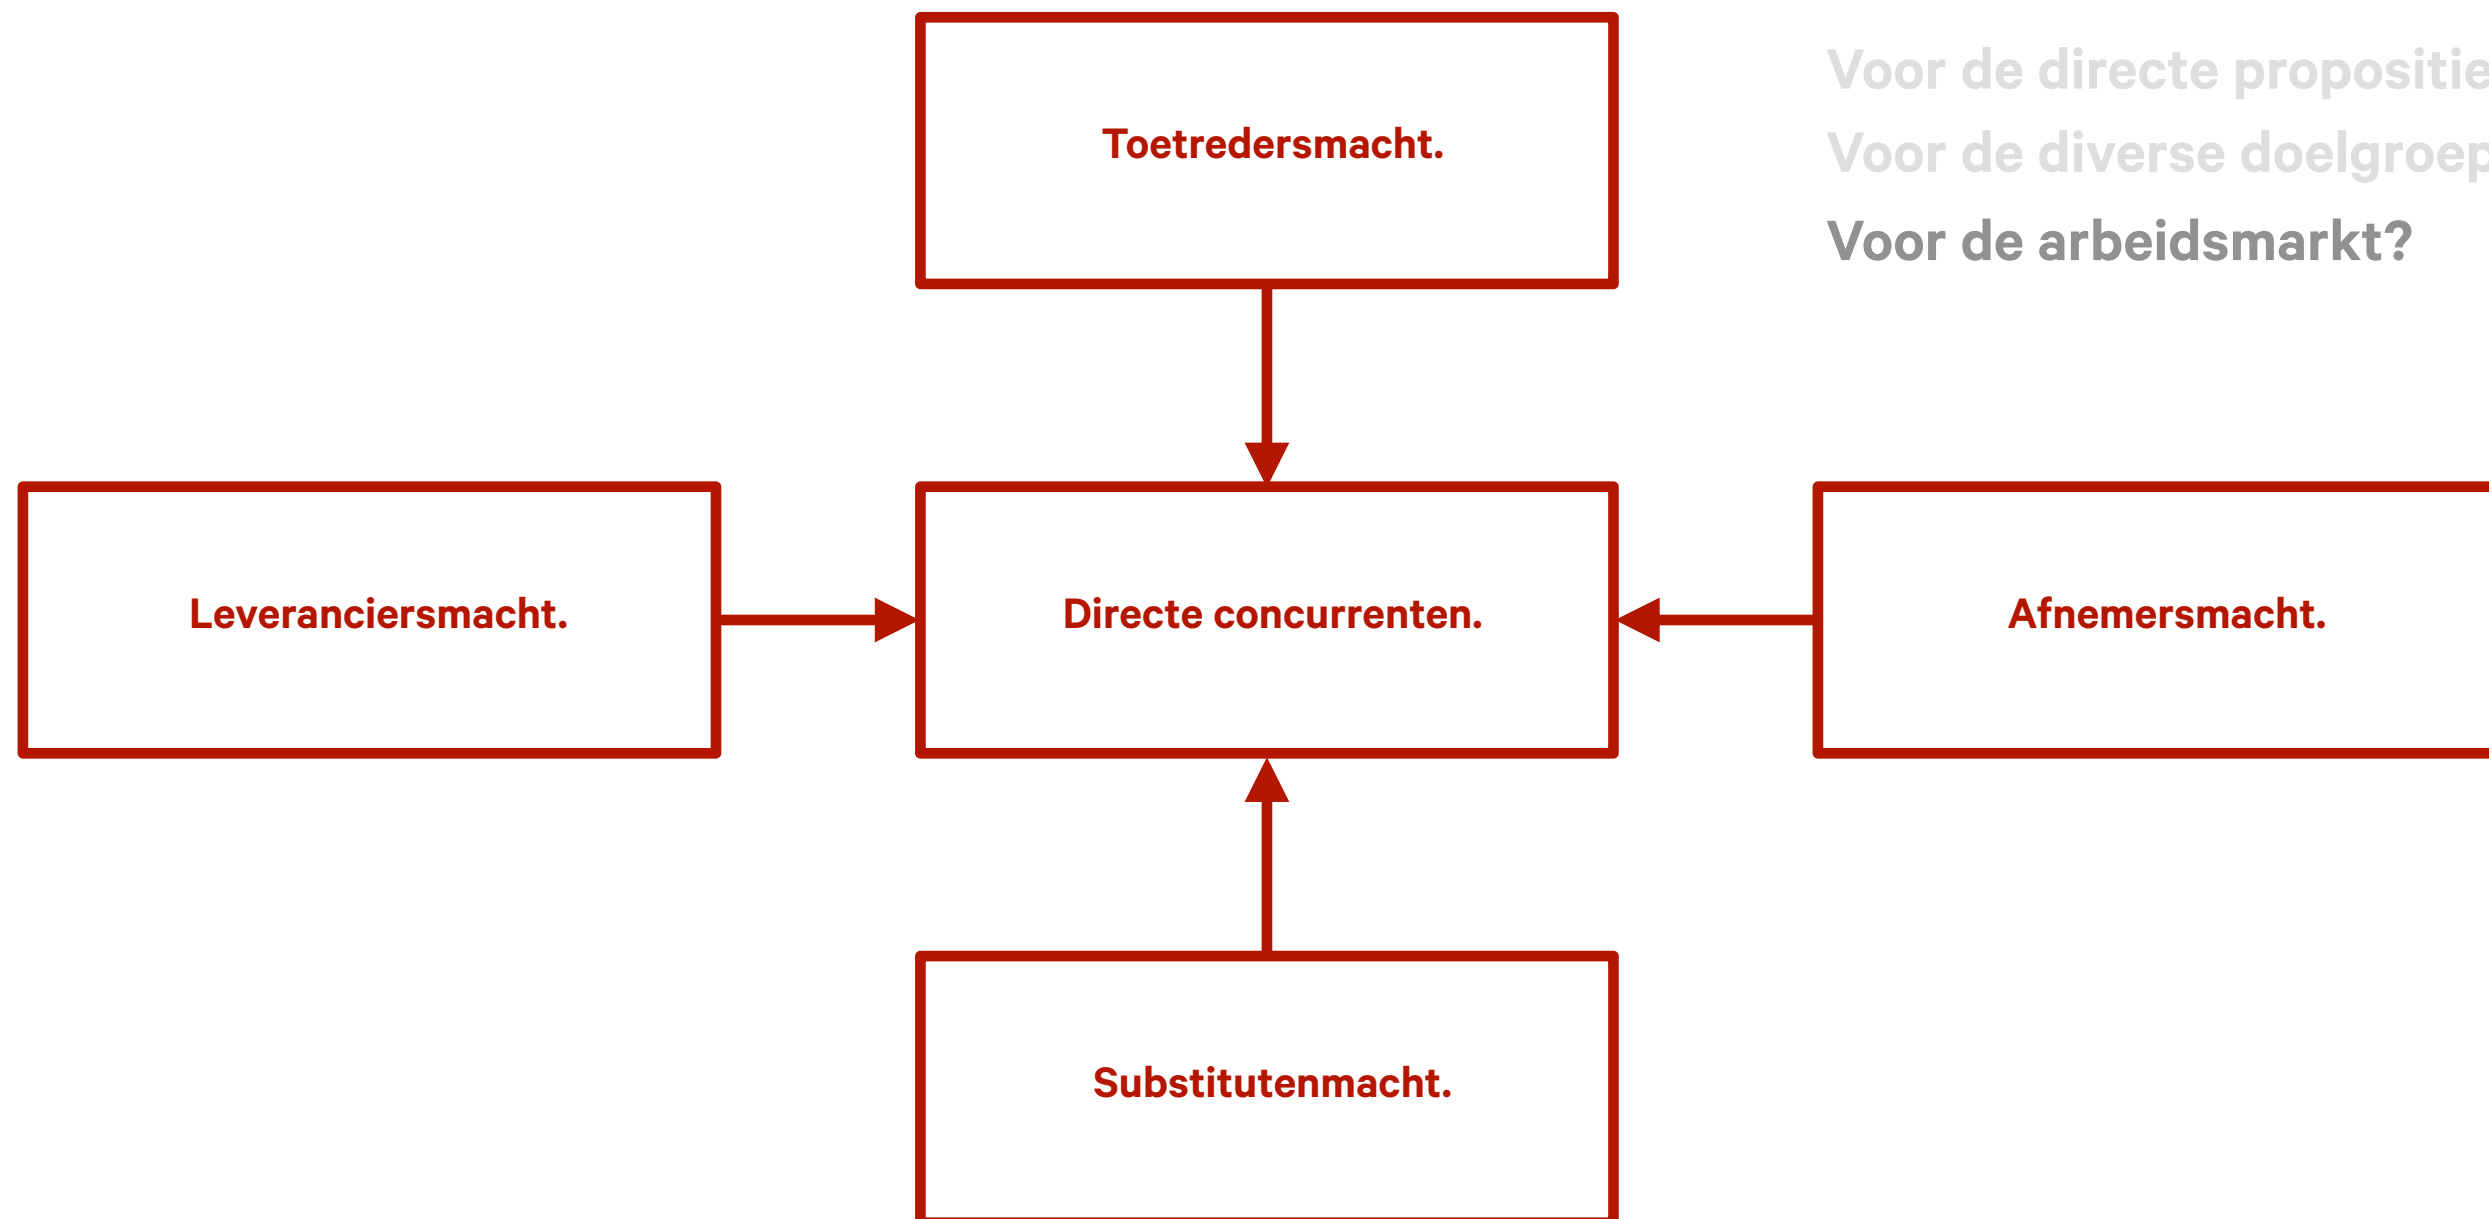 Voor de directe propositie
Voor de diverse doelgroep
Voor de arbeidsmarkt?
Toetredersmacht.
Leveranciersmacht.
Directe concurrenten.
Afnemersmacht.
Substitutenmacht.